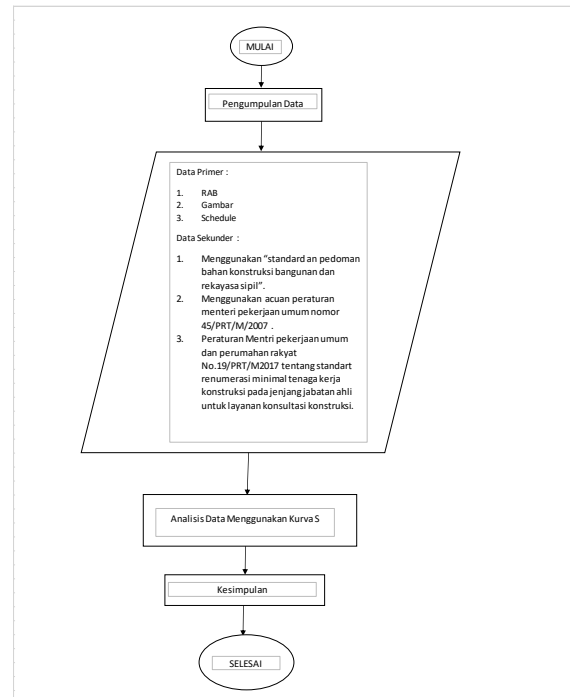 MULAI
Pengumpulan Data
Data Primer :
1. RAB
2. Gambar
3. Schedule
Data Sekunder :
1. Menggunakan “standard an pedoman
bahan konstruksi bangunan dan
rekayasa sipil”.
2. Menggunakan acuan peraturan
menteri pekerjaan umum nomor
45/PRT/M/2007 .
3. Peraturan Mentri pekerjaan umum
dan perumahan rakyat
No.19/PRT/M2017 tentang standart
renumerasi minimal tenaga kerja
konstruksi pada jenjang jabatan ahli
untuk layanan konsultasi konstruksi.
Analisis Data Menggunakan Kurva S
Kesimpulan
SELESAI